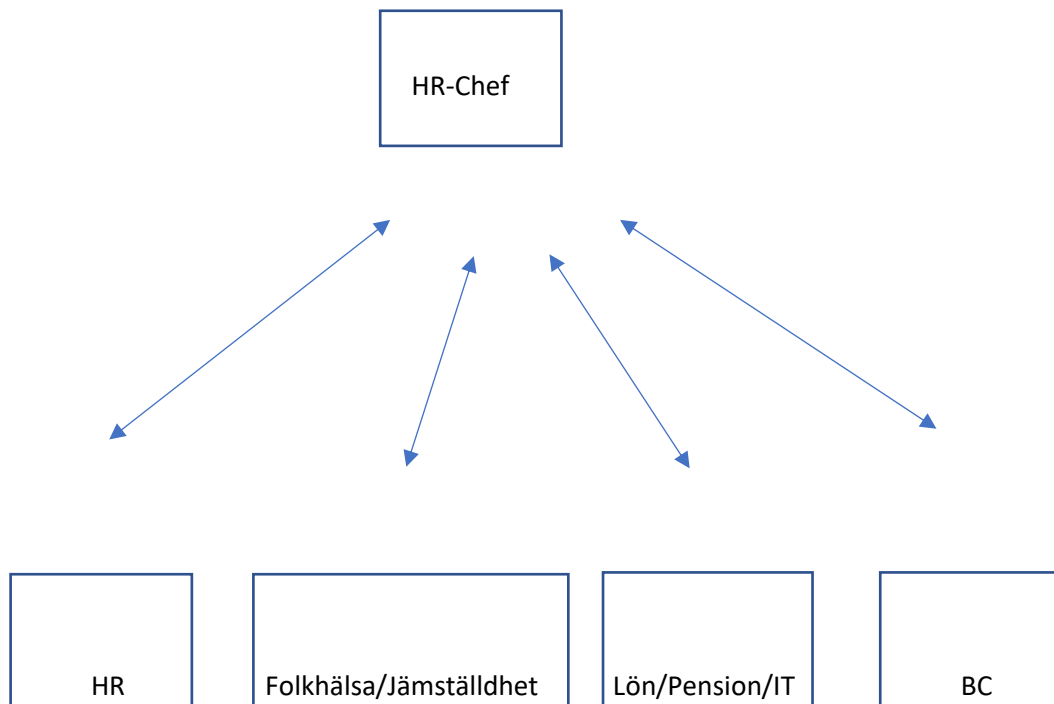 HR-Chef
HR
Folkhälsa/Jämställdhet
Lön/Pension/IT
BC